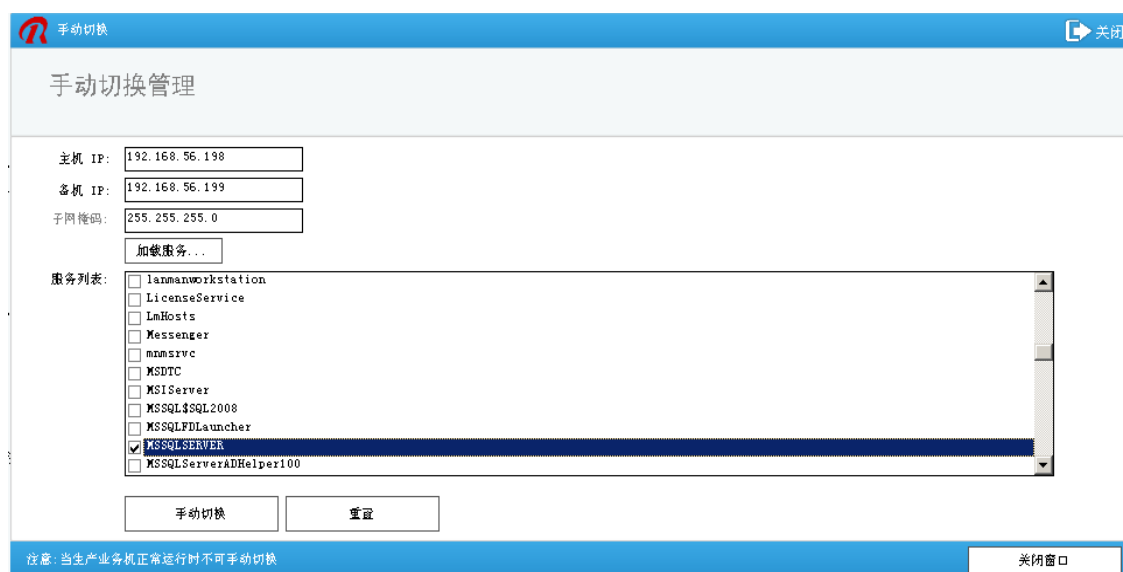 手动切换
关闭
手动切换管理
主机 IP: 192.168.56.198
备机 IP: 192.168.56.199
子网掩码: 255.255.255.0
加载服务...
服务列表:
lanmanworkstation
LicenseService
LmHosts
Messenger
mnmsrvc
MSDTC
MSIServer
MSSQL$SQL2008
MSSQLFDLauncher
MSSQLSERVER
MSSQLServerADHelper100
手动切换 重置
注意:当生产业务机正常运行时不可手动切换 关闭窗口